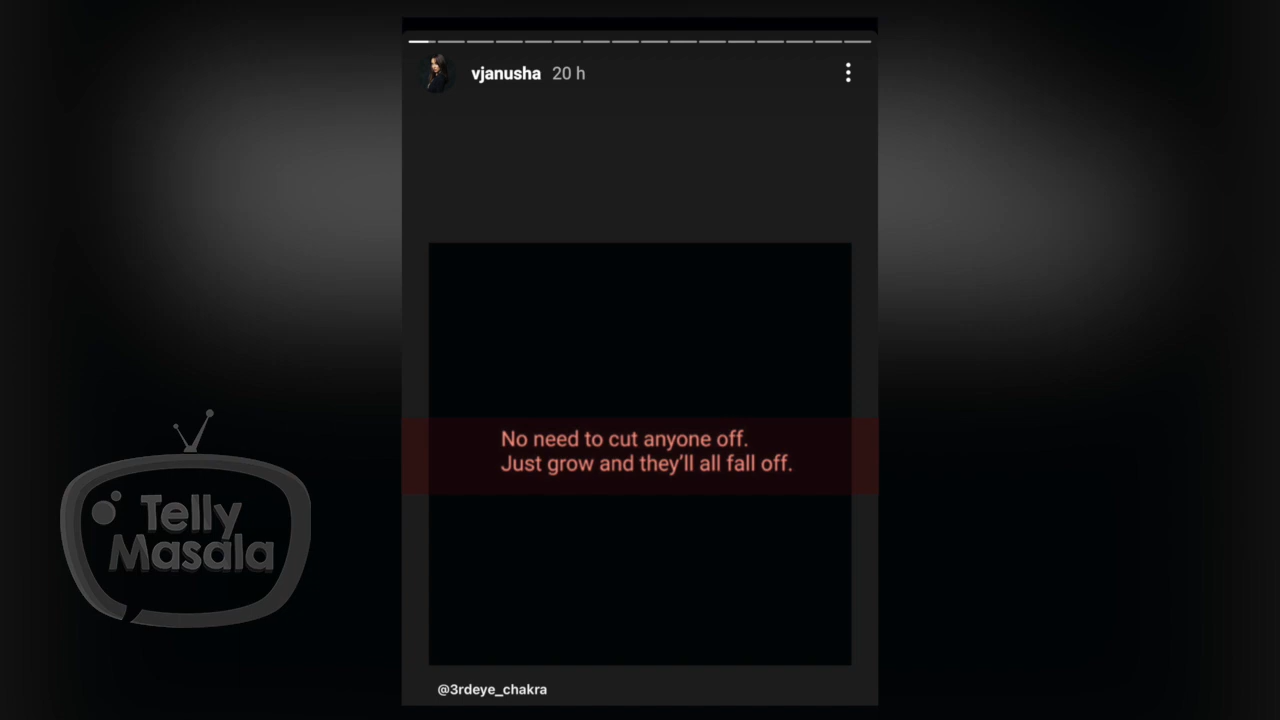 vjanusha 20 h
No need to cut anyone off.
Just grow and they'll all fall off.
Telly
Masala
@3rdeye_chakra